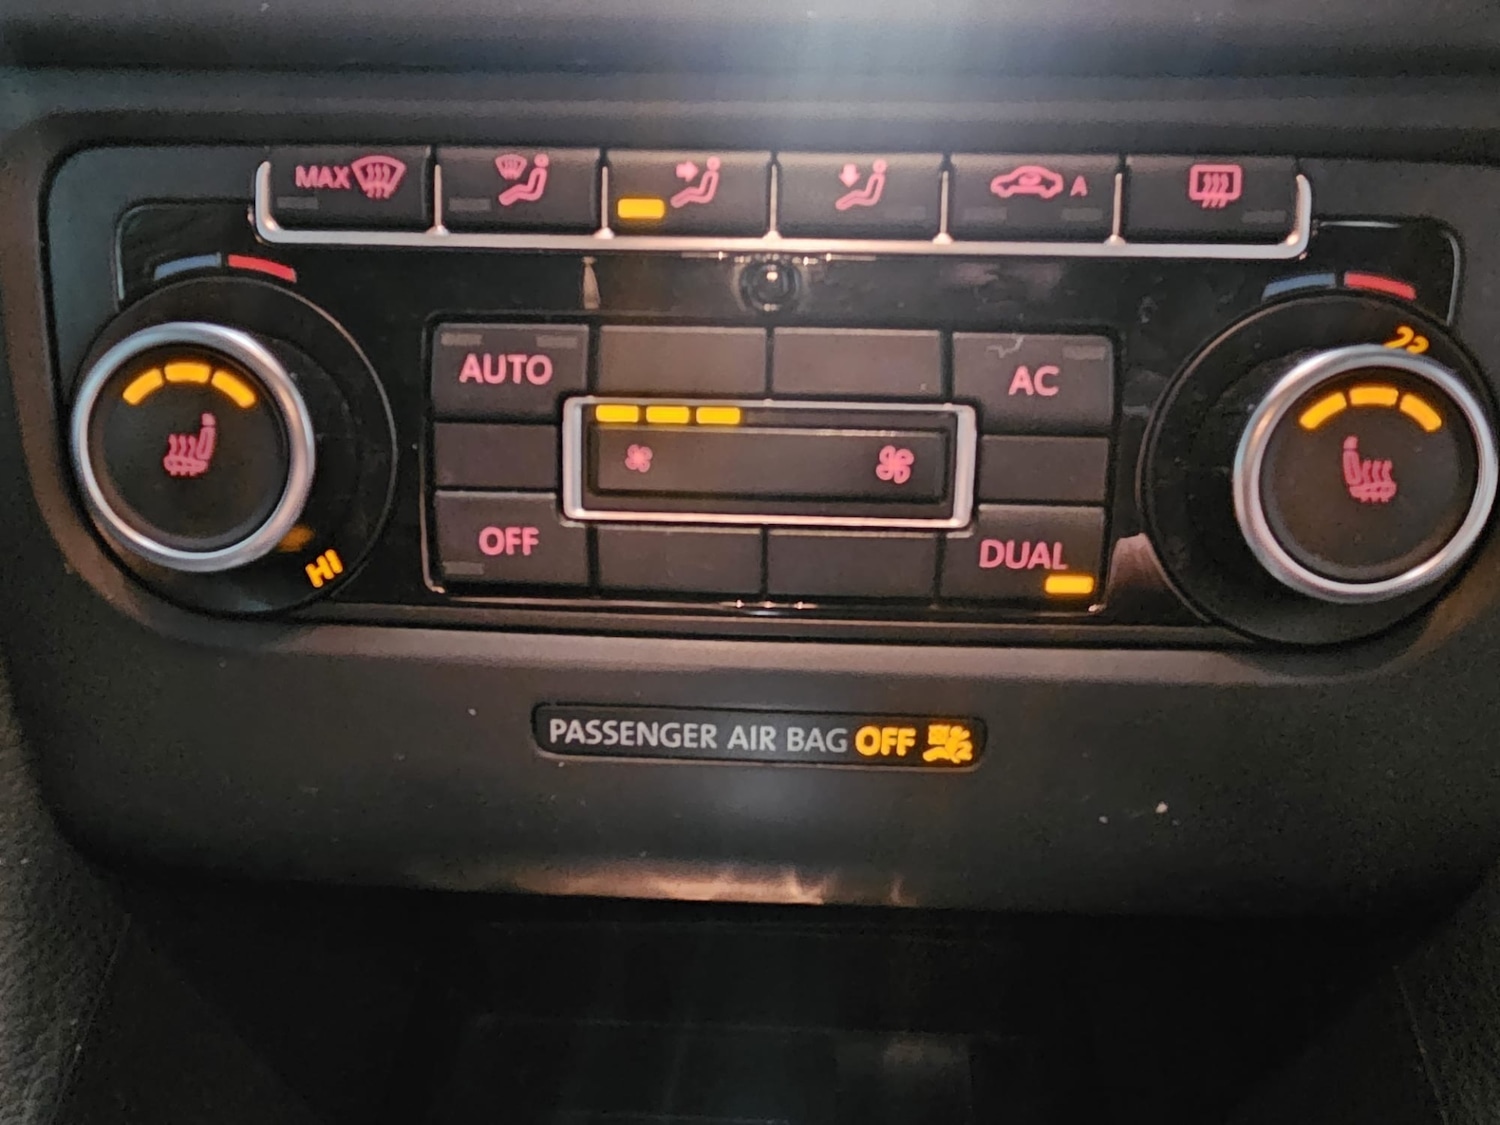 MAX
A
AUTO
AC
22
OFF
DUAL
HI
PASSENGER AIR BAG OFF